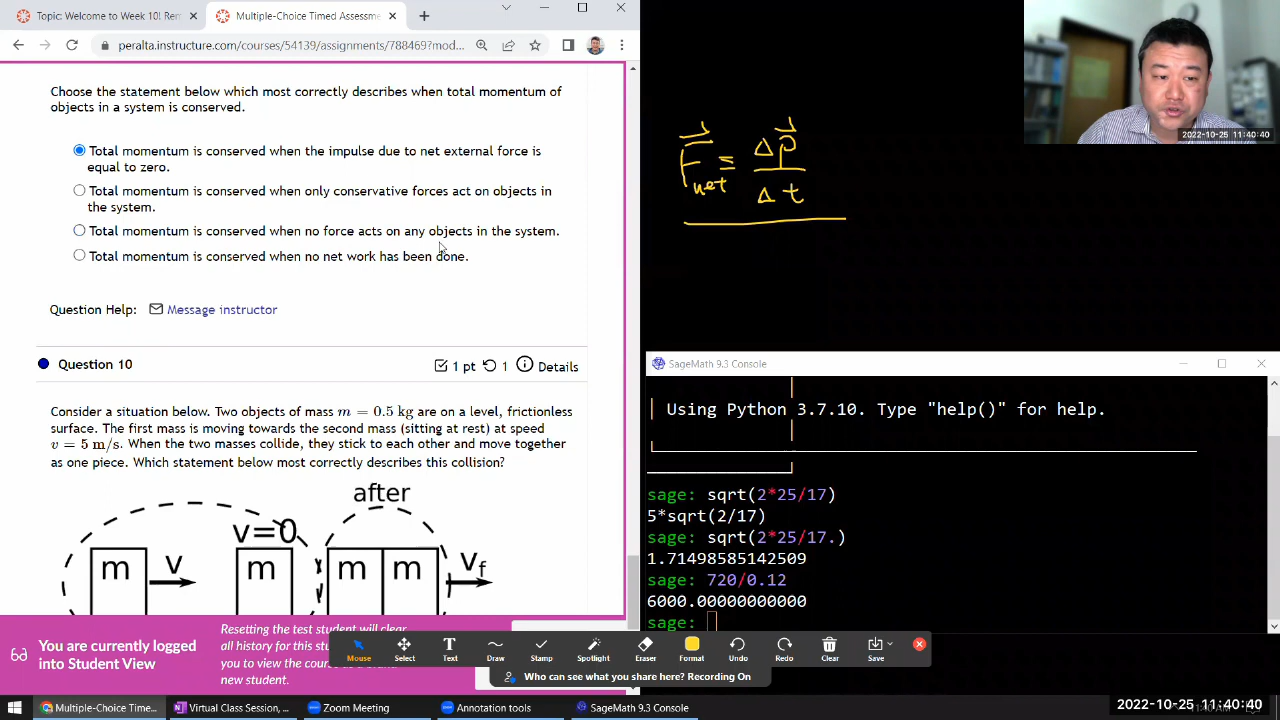 Topic: Welcome to Week 10! Rem
Multiple-Choice Timed Assessme
peralta.instructure.com/courses/54139/assignments/788469?mod...
Choose the statement below which most correctly describes when total momentum of
objects in a system is conserved.
Total momentum is conserved when the impulse due to net external force is
equal to zero.
Total momentum is conserved when only conservative forces act on objects in
the system.
Total momentum is conserved when no force acts on any objects in the system.
Total momentum is conserved when no net work has been done.
Question Help: Message instructor
Question 10
1 pt 1 Details
Consider a situation below. Two objects of mass m = 0.5 kg are on a level, frictionless
surface. The first mass is moving towards the second mass (sitting at rest) at speed
v = 5 m/s. When the two masses collide, they stick to each other and move together
as one piece. Which statement below most correctly describes this collision?
after
v=0
m v m m m vf
You are currently logged
into Student View
Resetting the test student will clear
all history for this stu
you to view the course as a bran
new student.
F⃗net = Δp⃗/Δt
2022-10-25 11:40:40
SageMath 9.3 Console
| Using Python 3.7.10. Type "help()" for help.
sage: sqrt(2*25/17)
5*sqrt(2/17)
sage: sqrt(2*25/17.)
1.71498585142509
sage: 720/0.12
6000.00000000000
sage:
Mouse Select Text Draw Stamp Spotlight Eraser Format Undo Redo Clear Save
Who can see what you share here? Recording On
Multiple-Choice Time...
Virtual Class Session, ...
Zoom Meeting
Annotation tools
SageMath 9.3 Console
2022-10-25 11:40:40